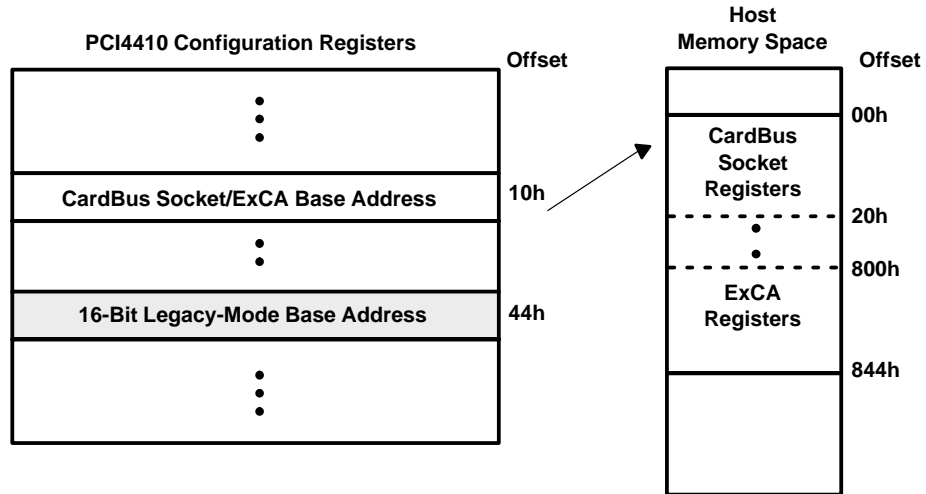 PCI4410 Configuration Registers
Offset
CardBus Socket/ExCA Base Address
10h
16-Bit Legacy-Mode Base Address
44h
Host
Memory Space
Offset
00h
CardBus
Socket
Registers
20h
800h
ExCA
Registers
844h